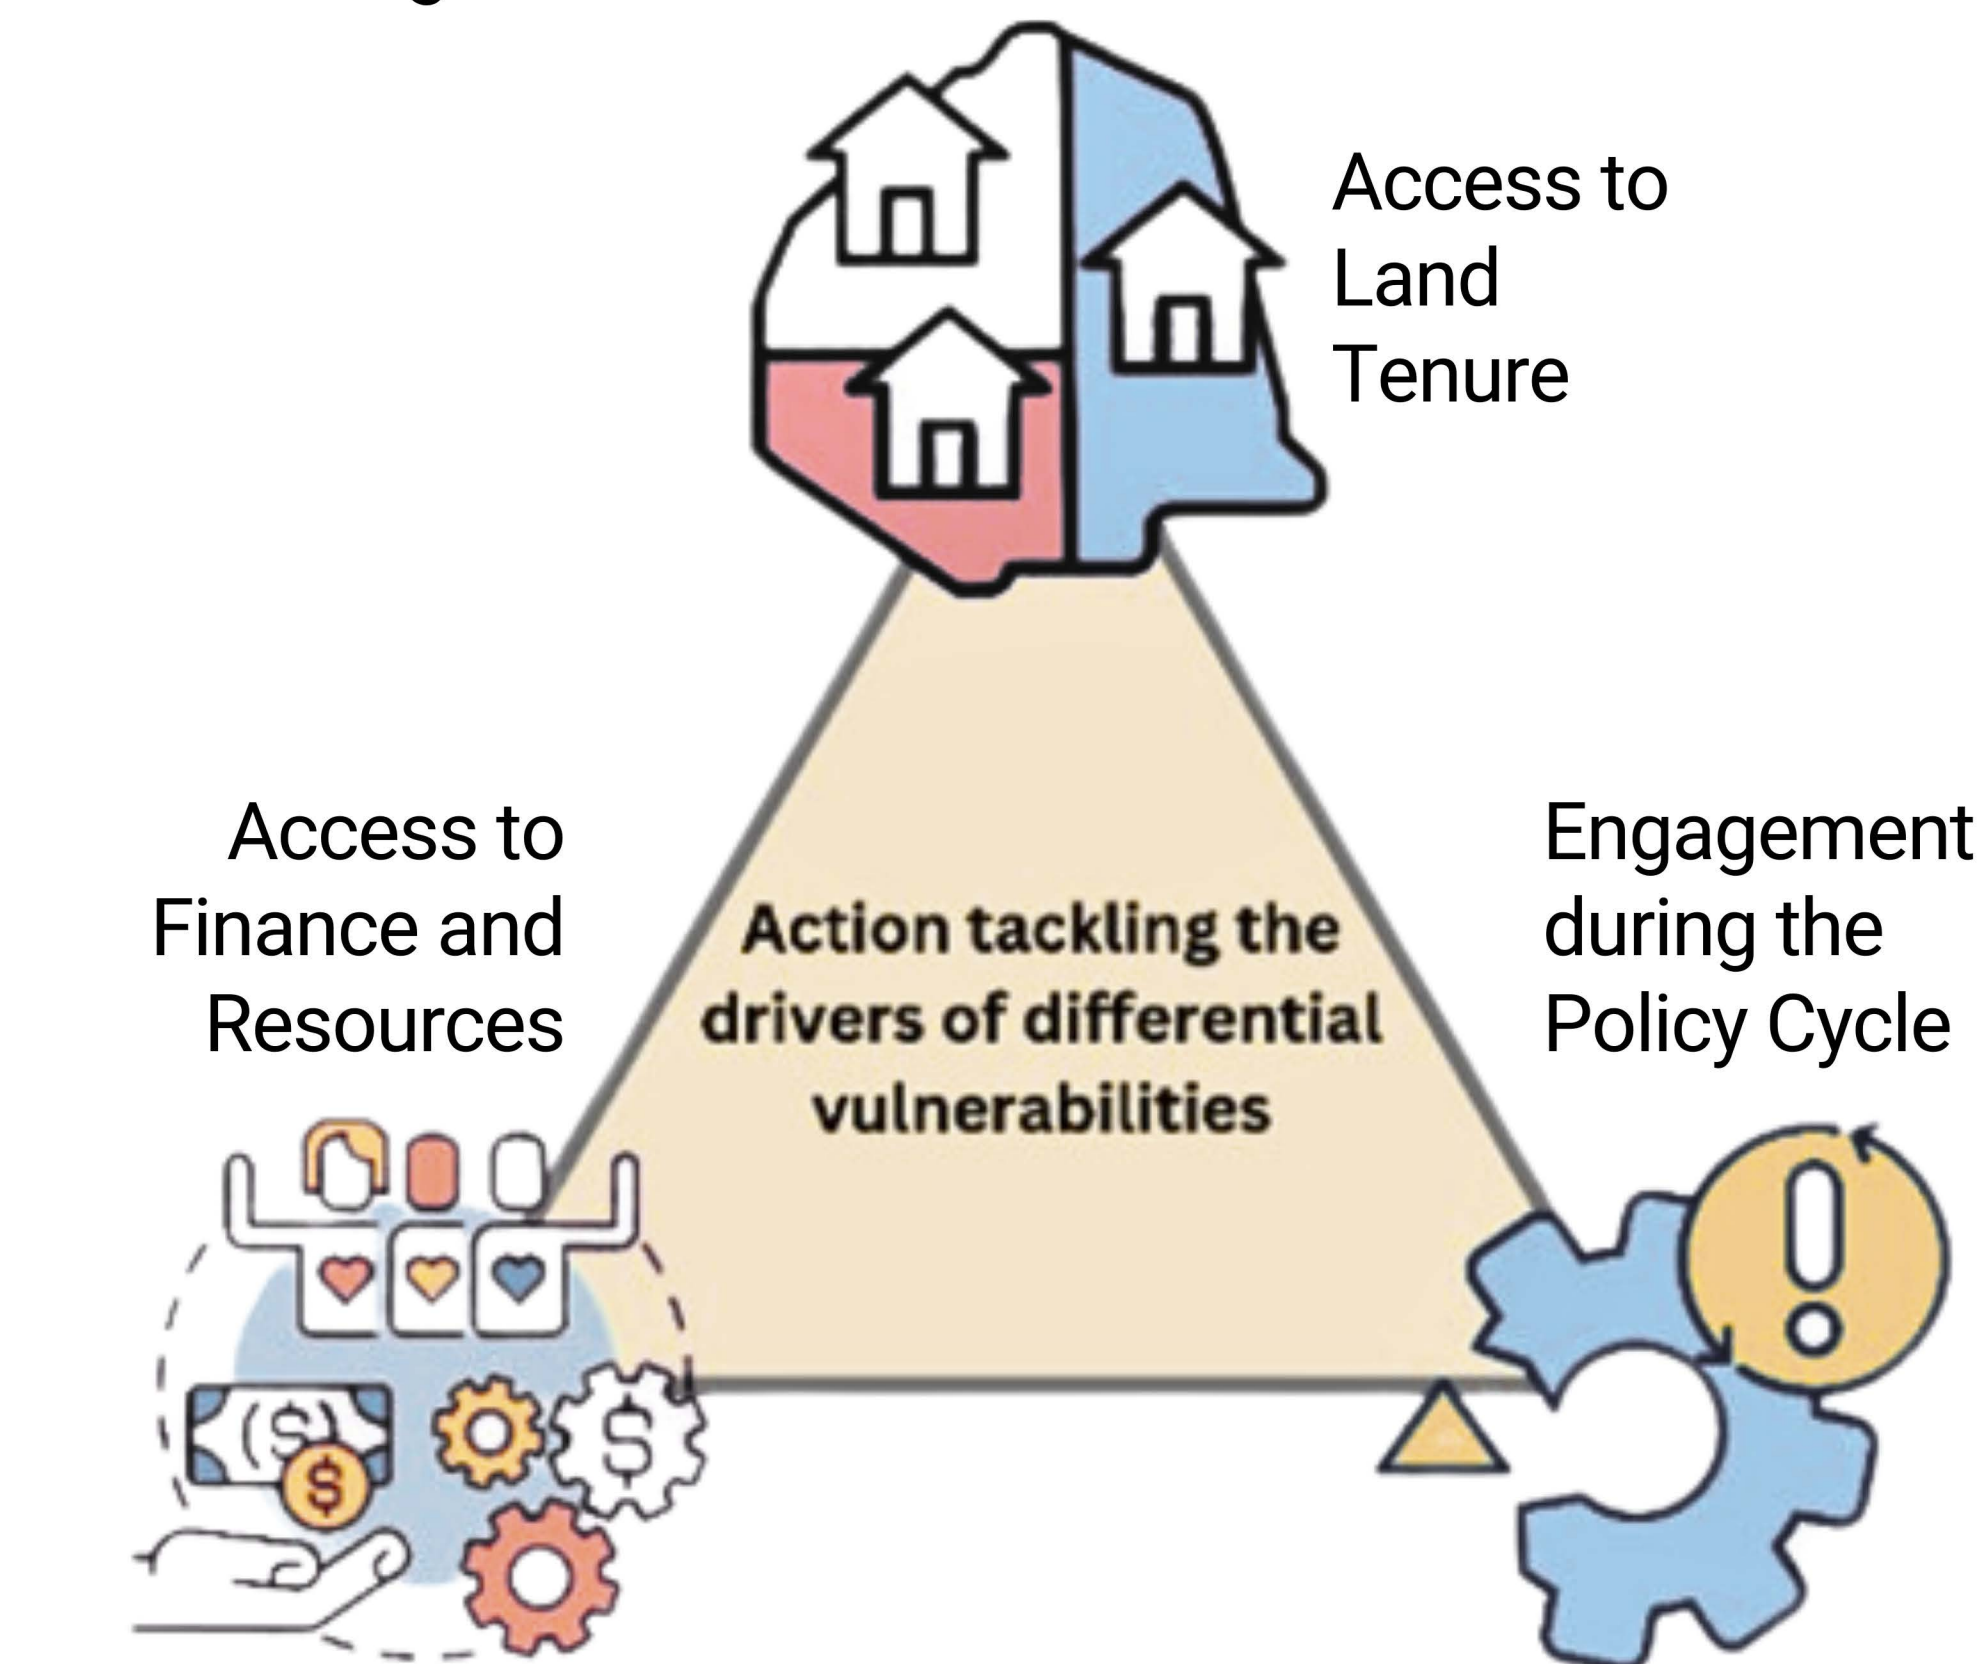 Access to
Land
Tenure
Access to
Finance and
Resources
Engagement
during the
Policy Cycle
Action tackling the
drivers of differential
vulnerabilities
($)
$
$
!